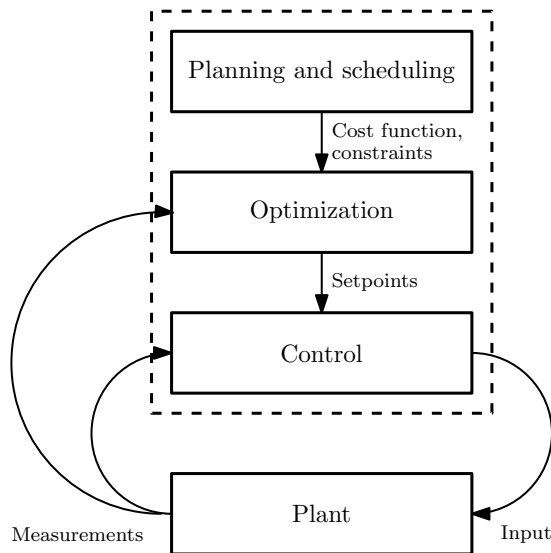 Planning and scheduling
Cost function,
constraints
Optimization
Setpoints
Control
Plant
Measurements
Input